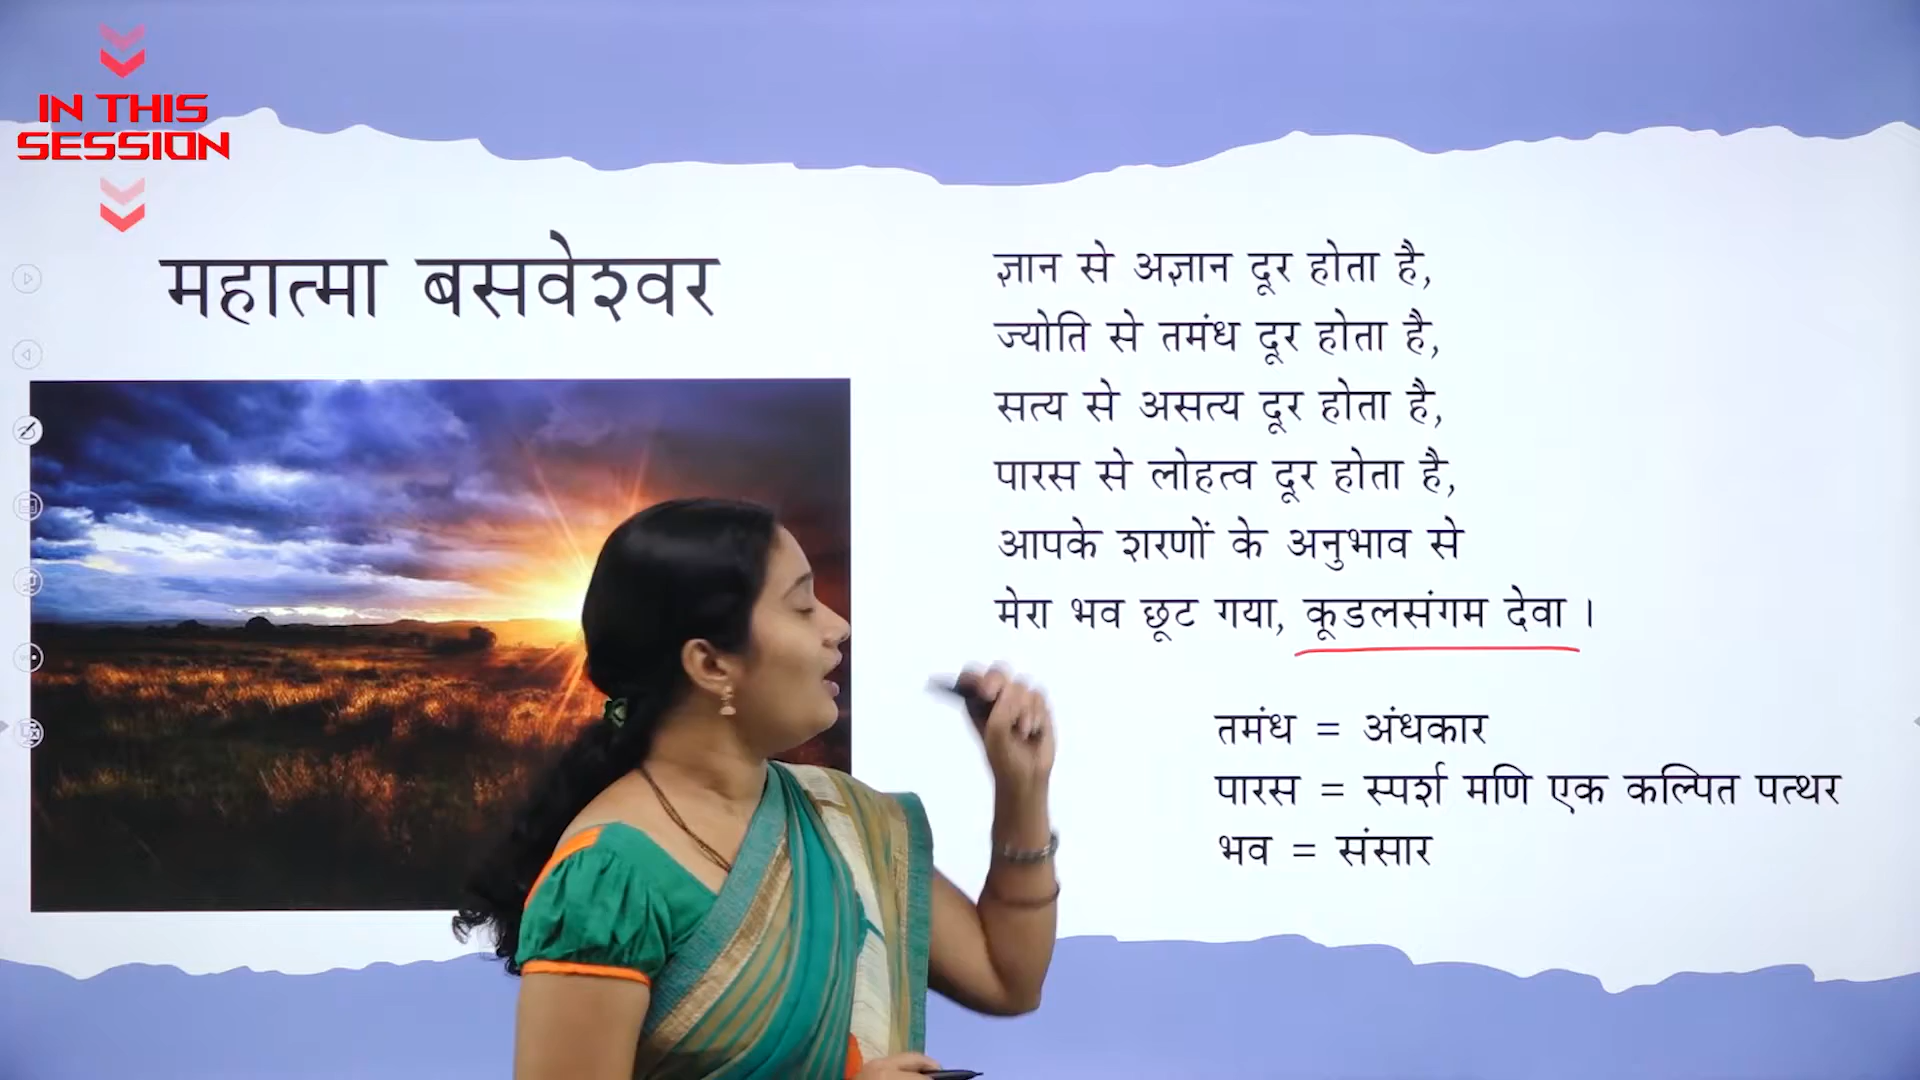 IN THIS
SESSION
महात्मा बसवेश्वर
ज्ञान से अज्ञान दूर होता है,
ज्योति से तमंध दूर होता है,
सत्य से असत्य दूर होता है,
पारस से लोहत्व दूर होता है,
आपके शरणों के अनुभाव से
मेरा भव छूट गया, कूडलसंगम देवा ।
तमंध = अंधकार
पारस = स्पर्श मणि एक कल्पित पत्थर
भव = संसार